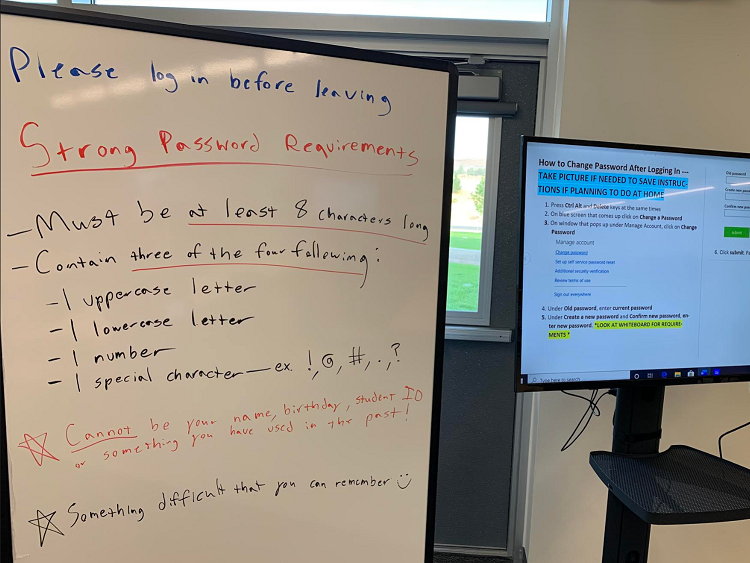 Please log in before leaving
Strong Password Requirements
- Must be at least 8 characters long
- Contain three of the four following:
- 1 uppercase letter
- 1 lowercase letter
- 1 number
- 1 special character — ex. !, @, #, ., ?
☆ Cannot be your name, birthday, student ID
or something you have used in the past!
☆ Something difficult that you can remember ☺
How to Change Password After Logging In ---
TAKE PICTURE IF NEEDED TO SAVE INSTRUC-
TIONS IF PLANNING TO DO AT HOME
1. Press Ctrl Alt and Delete keys at the same times
2. On blue screen that comes up click on Change a Password
3. On window that pops up under Manage Account, click on Change
Password
Manage account
Change password
Set up self service password reset
Additional security verification
Review terms of use
Sign out everywhere
4. Under Old password, enter current password
5. Under Create a new password and Confirm new password, en-
ter new password. *LOOK AT WHITEBOARD FOR REQUIRE-
MENTS *
Old password
Create new pass
Confirm new pas
submit
6. Click submit.
Type here to search